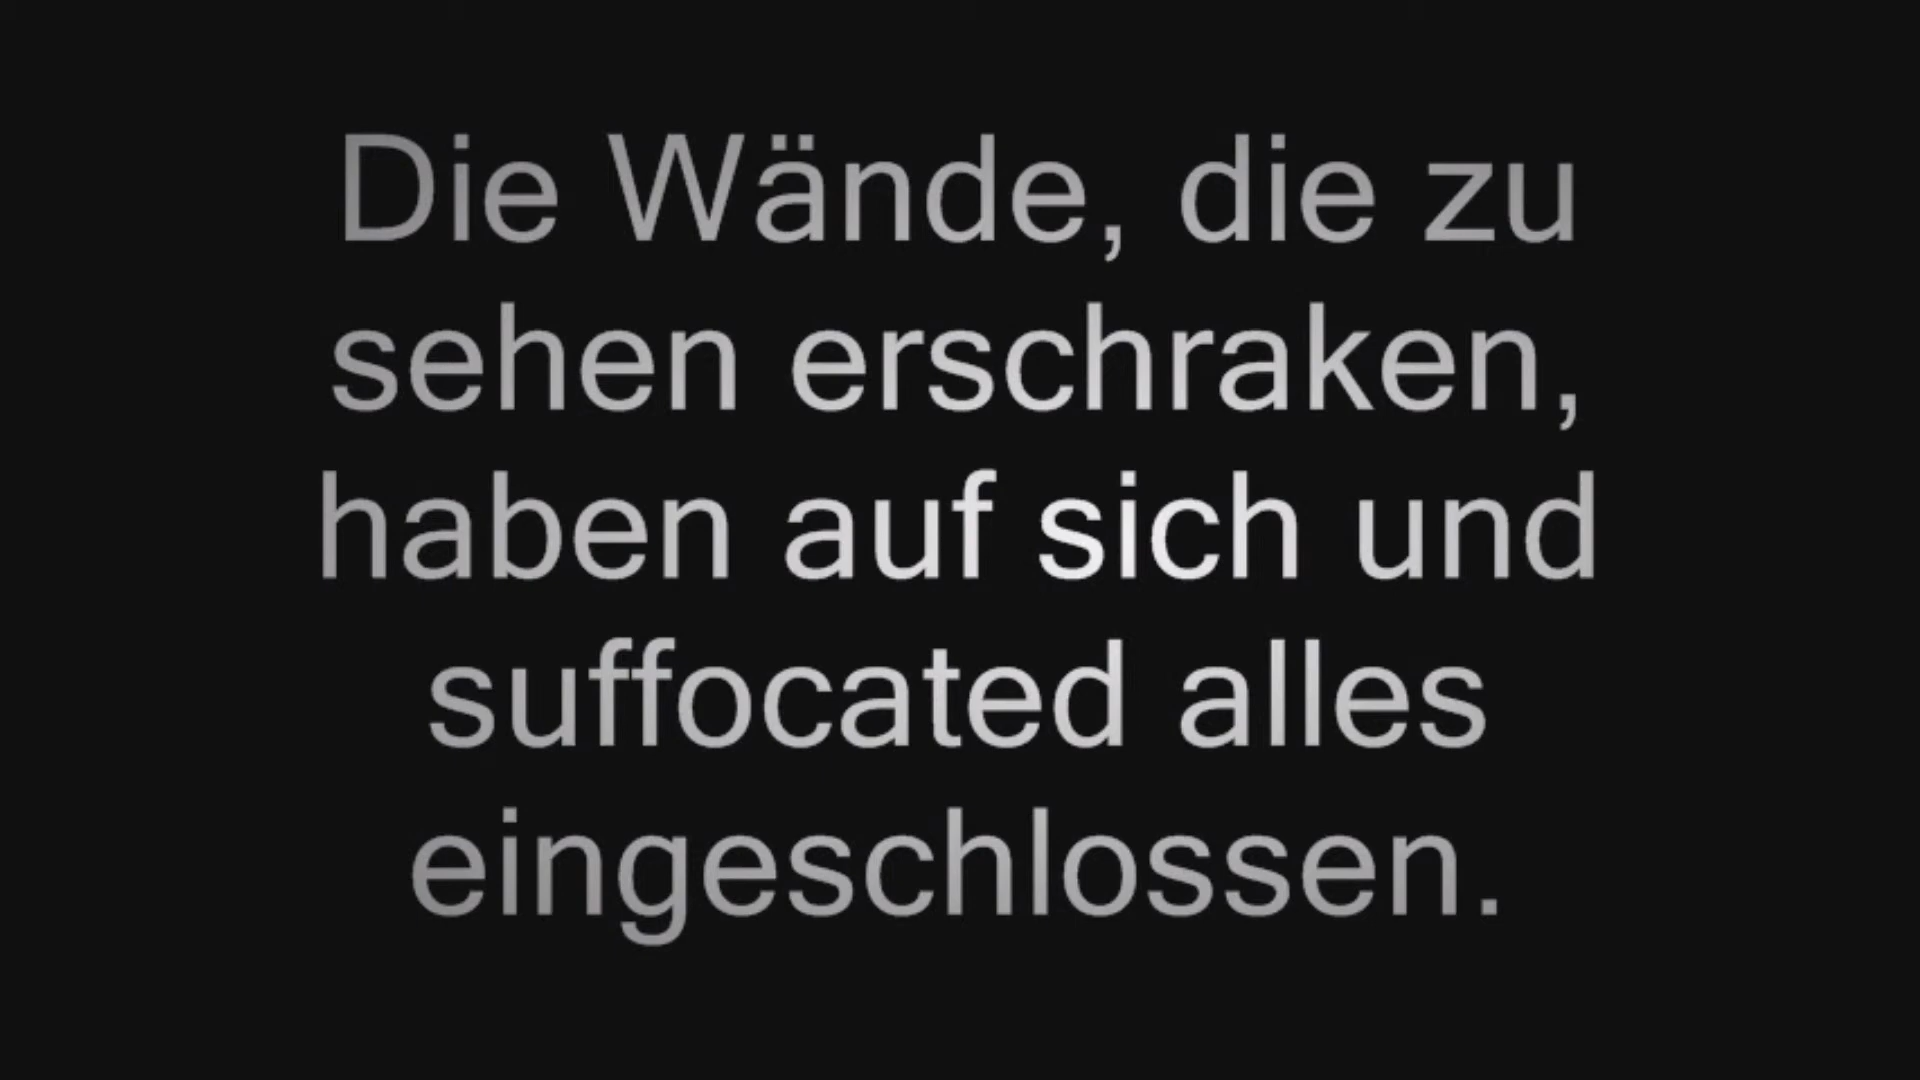 Die Wände, die zu
sehen erschraken,
haben auf sich und
suffocated alles
eingeschlossen.